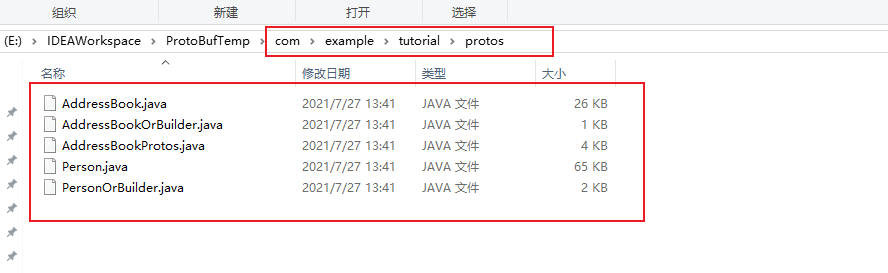 组织 新建 打开 选择
(E:) > IDEAWorkspace > ProtoBufTemp > com > example > tutorial > protos
名称 修改日期 类型 大小
AddressBook.java 2021/7/27 13:41 JAVA 文件 26 KB
AddressBookOrBuilder.java 2021/7/27 13:41 JAVA 文件 1 KB
AddressBookProtos.java 2021/7/27 13:41 JAVA 文件 4 KB
Person.java 2021/7/27 13:41 JAVA 文件 65 KB
PersonOrBuilder.java 2021/7/27 13:41 JAVA 文件 2 KB